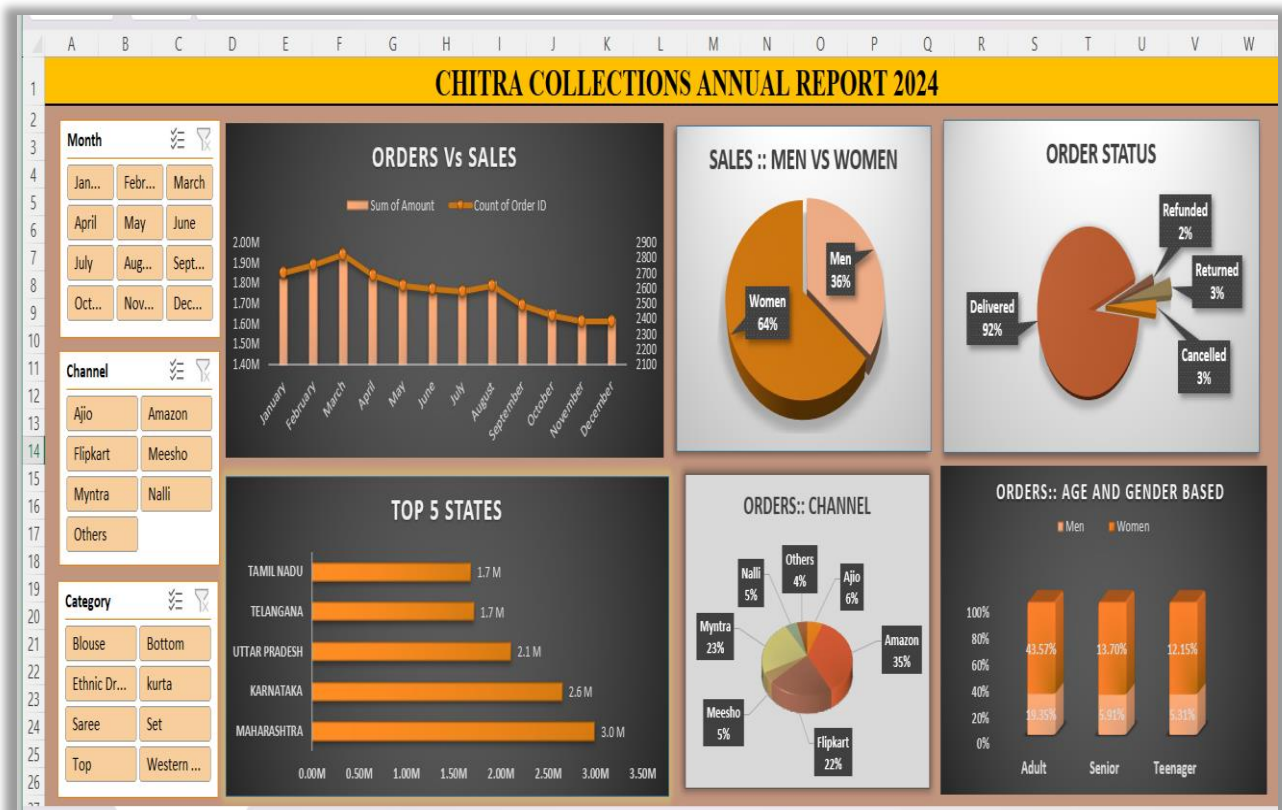 A B C D E F G H I J K L M N O P Q R S T U V W
1
CHITRA COLLECTIONS ANNUAL REPORT 2024
2
3
4
5
6
7
8
9
10
11
12
13
14
15
16
17
18
19
20
21
22
23
24
25
26
Month
Jan... Febr... March
April May June
July Aug... Sept...
Oct... Nov... Dec...
Channel
Ajio Amazon
Flipkart Meesho
Myntra Nalli
Others
Category
Blouse Bottom
Ethnic Dr... kurta
Saree Set
Top Western ...
ORDERS Vs SALES
Sum of Amount Count of Order ID
2.00M
1.90M
1.80M
1.70M
1.60M
1.50M
1.40M
2900
2800
2700
2600
2500
2400
2300
2200
2100
January February March April May June July August September October November December
SALES :: MEN VS WOMEN
Men
36%
Women
64%
ORDER STATUS
Refunded
2%
Returned
3%
Delivered
92%
Cancelled
3%
TOP 5 STATES
TAMIL NADU 1.7 M
TELANGANA 1.7 M
UTTAR PRADESH 2.1 M
KARNATAKA 2.6 M
MAHARASHTRA 3.0 M
0.00M 0.50M 1.00M 1.50M 2.00M 2.50M 3.00M 3.50M
ORDERS:: CHANNEL
Others
4%
Nalli
5%
Ajio
6%
Myntra
23%
Amazon
35%
Meesho
5%
Flipkart
22%
ORDERS:: AGE AND GENDER BASED
Men Women
100%
80%
60%
40%
20%
0%
43.57% 13.70% 12.15%
19.35% 5.91% 5.31%
Adult Senior Teenager